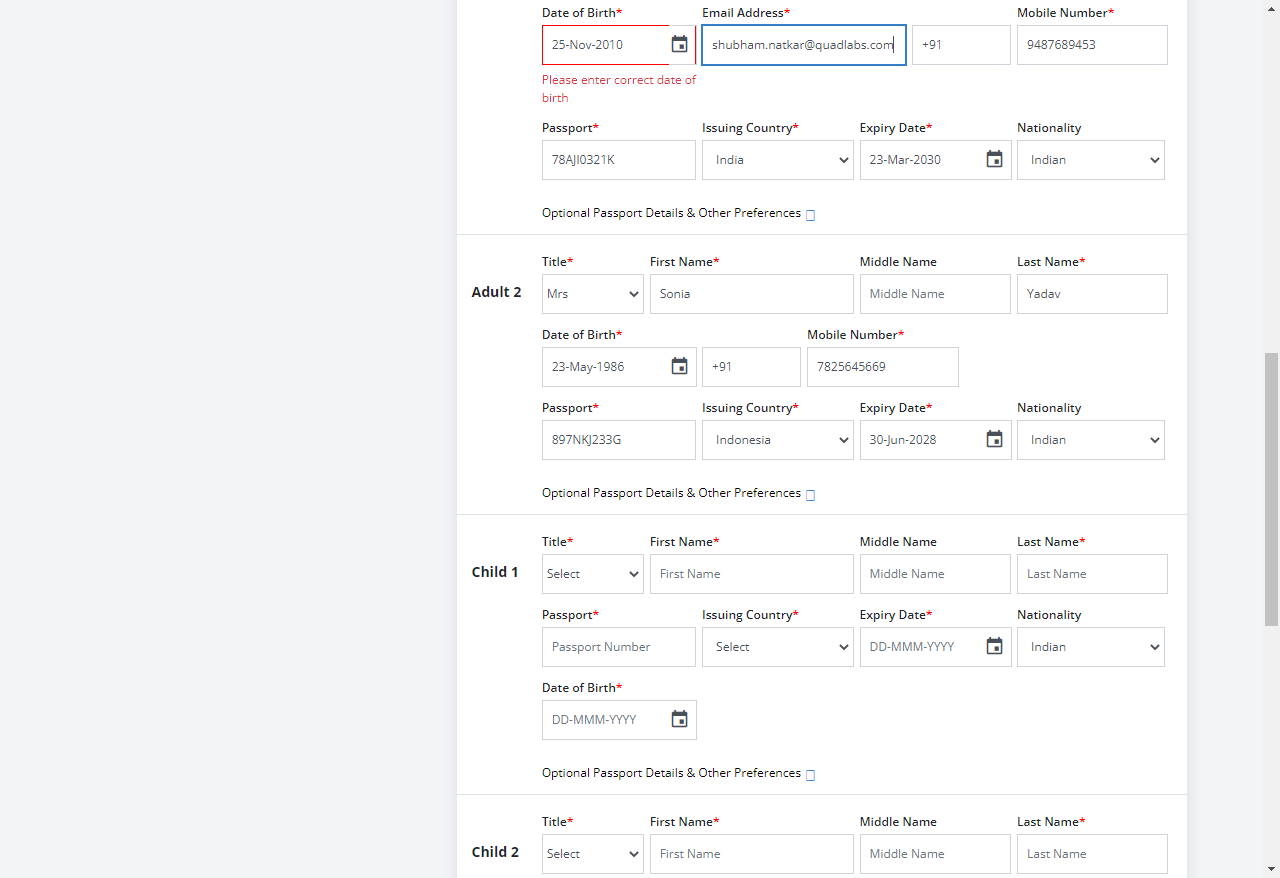 Date of Birth* Email Address* Mobile Number*
25-Nov-2010 shubham.natkar@quadlabs.com +91 9487689453
Please enter correct date of
birth
Passport* Issuing Country* Expiry Date* Nationality
78AJI0321K India 23-Mar-2030 Indian
Optional Passport Details & Other Preferences
Title* First Name* Middle Name Last Name*
Adult 2 Mrs Sonia Middle Name Yadav
Date of Birth* Mobile Number*
23-May-1986 +91 7825645669
Passport* Issuing Country* Expiry Date* Nationality
897NKJ233G Indonesia 30-Jun-2028 Indian
Optional Passport Details & Other Preferences
Title* First Name* Middle Name Last Name*
Child 1 Select First Name Middle Name Last Name
Passport* Issuing Country* Expiry Date* Nationality
Passport Number Select DD-MMM-YYYY Indian
Date of Birth*
DD-MMM-YYYY
Optional Passport Details & Other Preferences
Title* First Name* Middle Name Last Name*
Child 2 Select First Name Middle Name Last Name